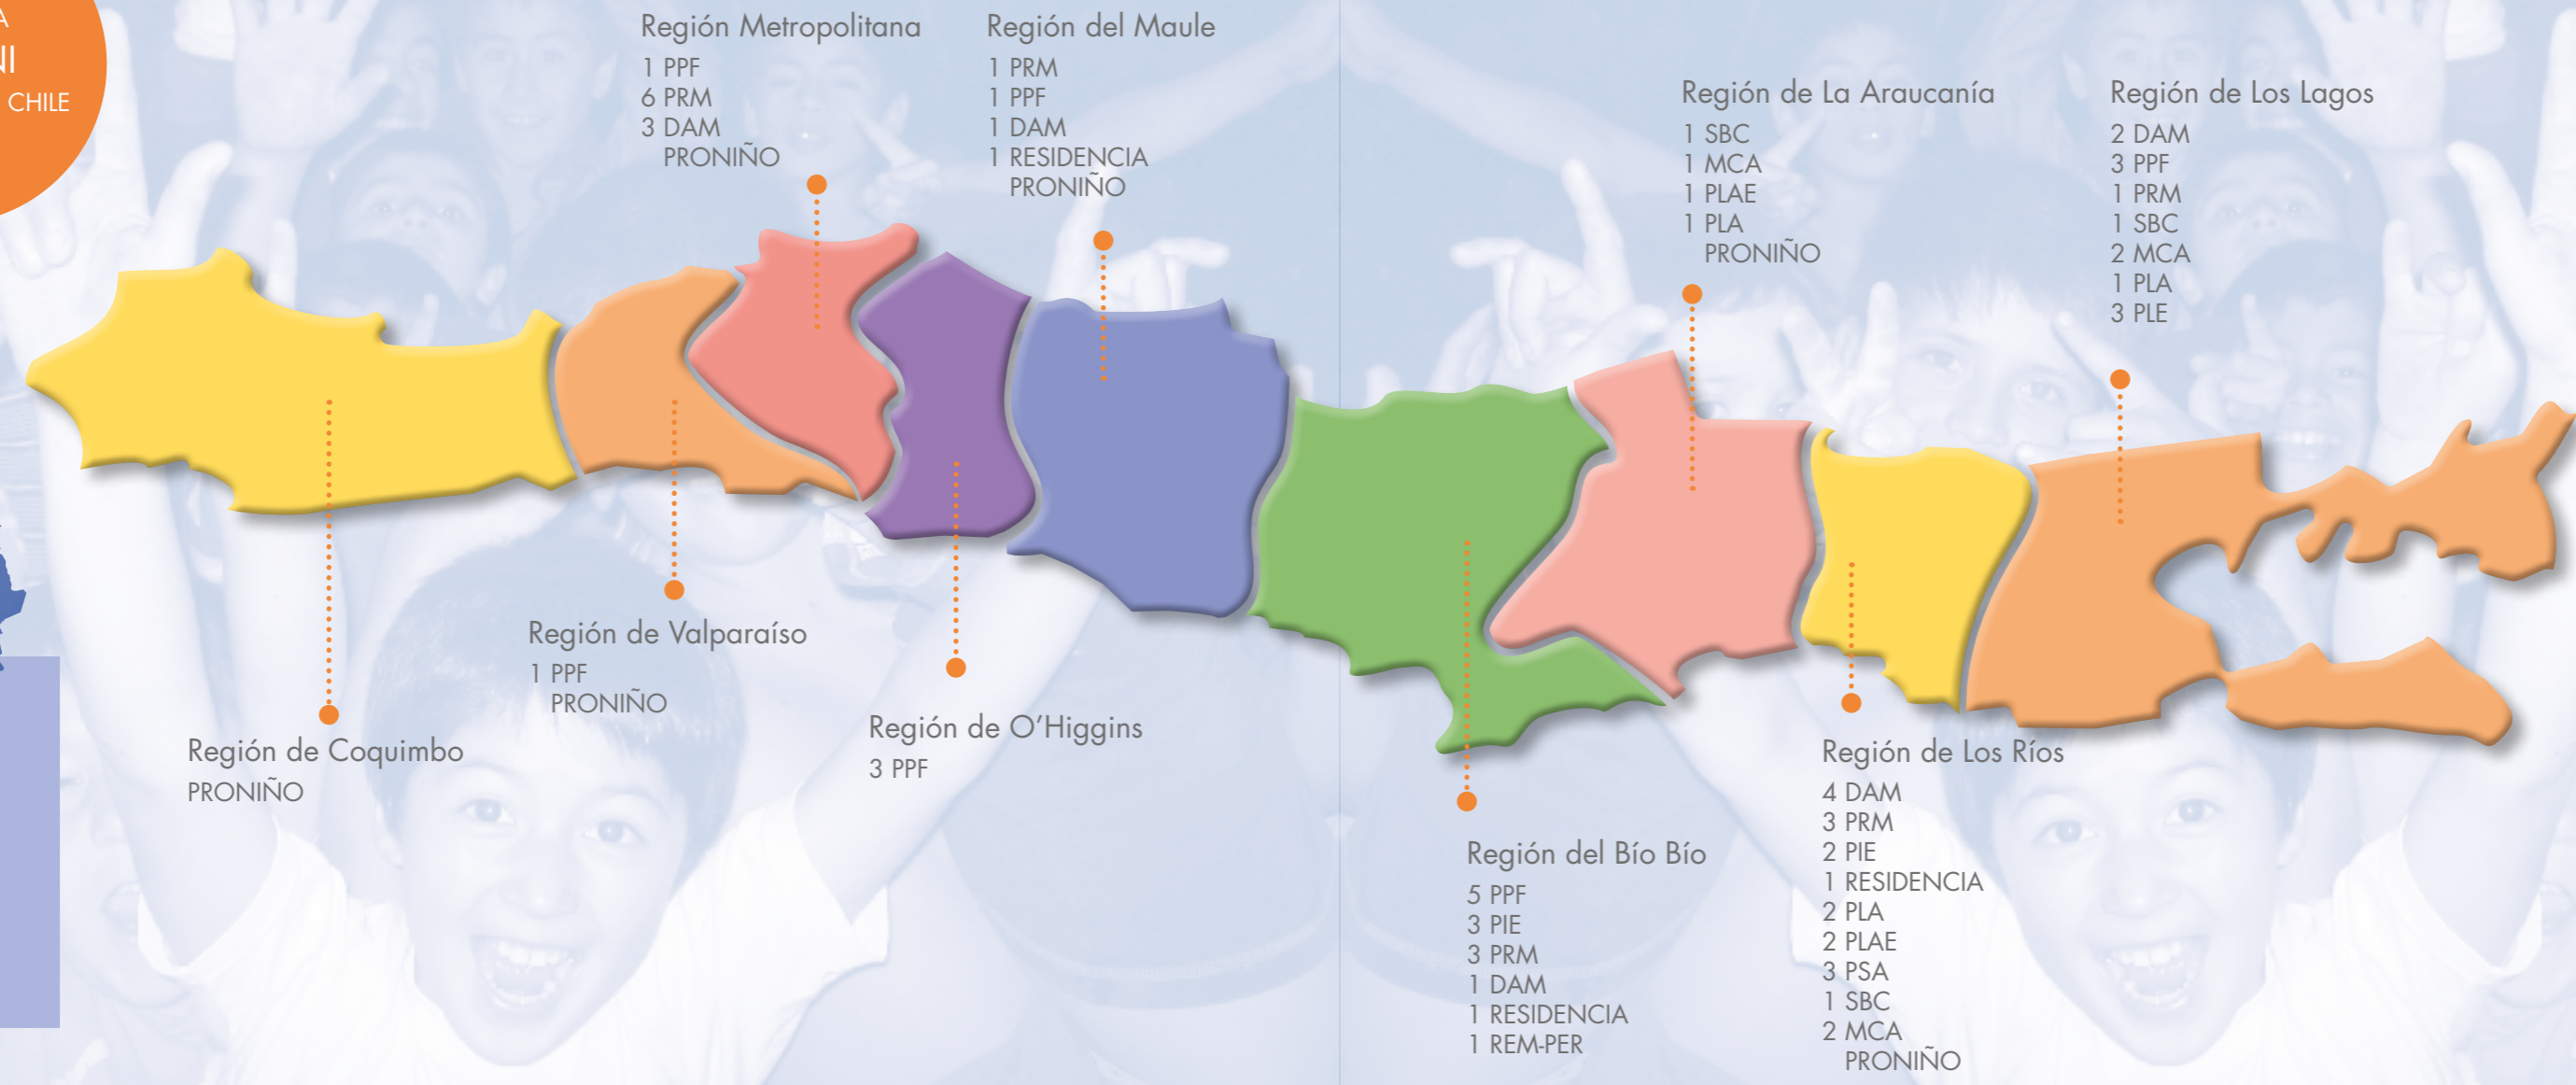 CHILE
Región Metropolitana
1 PPF
6 PRM
3 DAM
PRONIÑO
Región del Maule
1 PRM
1 PPF
1 DAM
1 RESIDENCIA
PRONIÑO
Región de La Araucanía
1 SBC
1 MCA
1 PLAE
1 PLA
PRONIÑO
Región de Los Lagos
2 DAM
3 PPF
1 PRM
1 SBC
2 MCA
1 PLA
3 PLE
Región de Coquimbo
PRONIÑO
Región de Valparaíso
1 PPF
PRONIÑO
Región de O’Higgins
3 PPF
Región del Bío Bío
5 PPF
3 PIE
3 PRM
1 DAM
1 RESIDENCIA
1 REM-PER
Región de Los Ríos
4 DAM
3 PRM
2 PIE
1 RESIDENCIA
2 PLA
2 PLAE
3 PSA
1 SBC
2 MCA
PRONIÑO